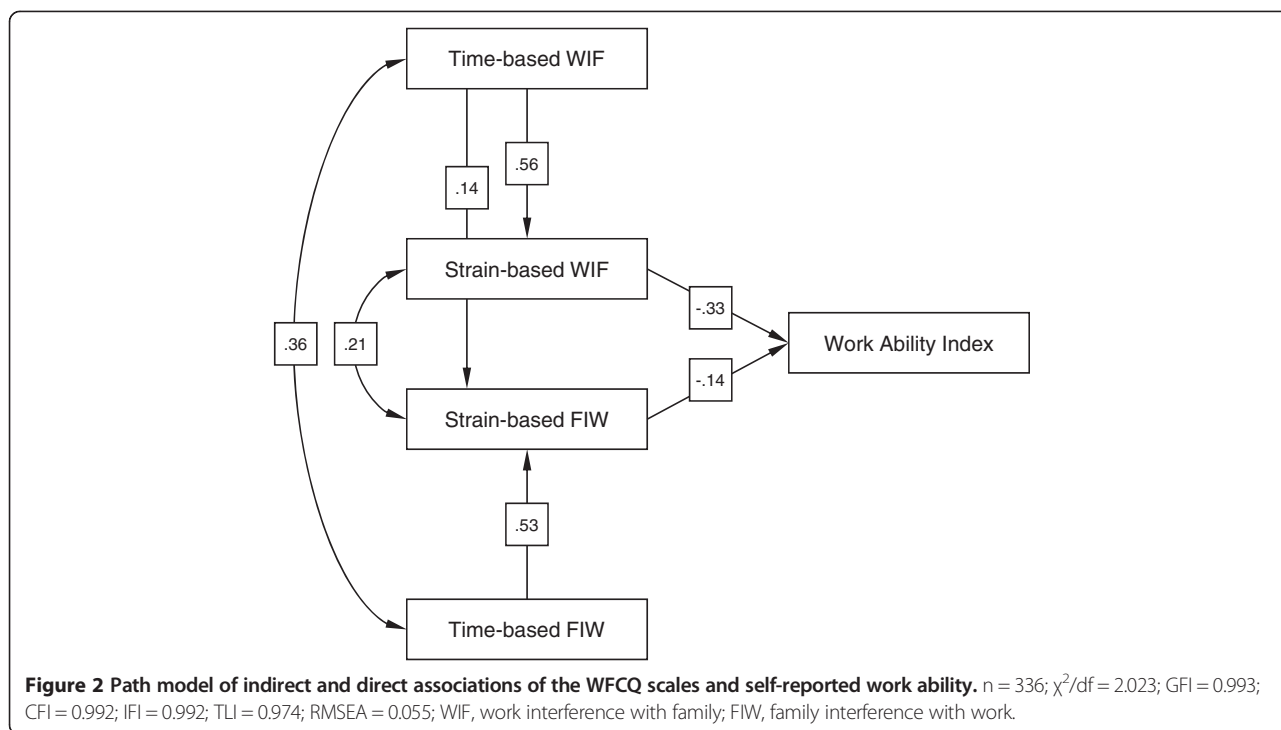 Time-based WIF
.56
.14
Strain-based WIF
-.33
.36
.21
Work Ability Index
-.14
Strain-based FIW
.53
Time-based FIW
Figure 2 Path model of indirect and direct associations of the WFCQ scales and self-reported work ability. n = 336; χ²/df = 2.023; GFI = 0.993;
CFI = 0.992; IFI = 0.992; TLI = 0.974; RMSEA = 0.055; WIF, work interference with family; FIW, family interference with work.